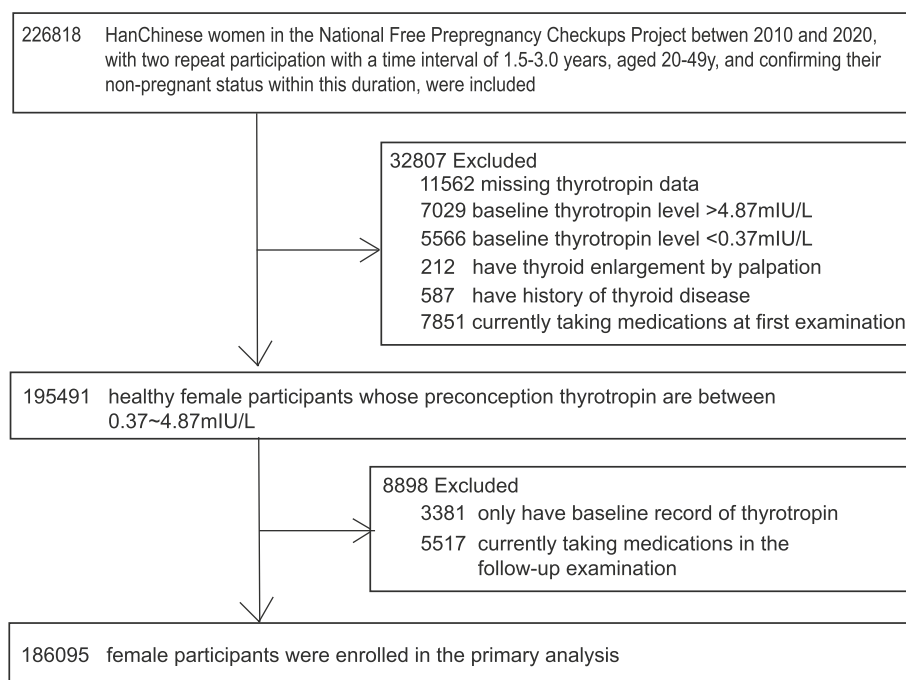 226818 HanChinese women in the National Free Prepregnancy Checkups Project betwen 2010 and 2020,
with two repeat participation with a time interval of 1.5-3.0 years, aged 20-49y, and confirming their
non-pregnant status within this duration, were included
32807 Excluded
11562 missing thyrotropin data
7029 baseline thyrotropin level >4.87mIU/L
5566 baseline thyrotropin level <0.37mIU/L
212 have thyroid enlargement by palpation
587 have history of thyroid disease
7851 currently taking medications at first examination
195491 healthy female participants whose preconception thyrotropin are between
0.37~4.87mIU/L
8898 Excluded
3381 only have baseline record of thyrotropin
5517 currently taking medications in the
follow-up examination
186095 female participants were enrolled in the primary analysis